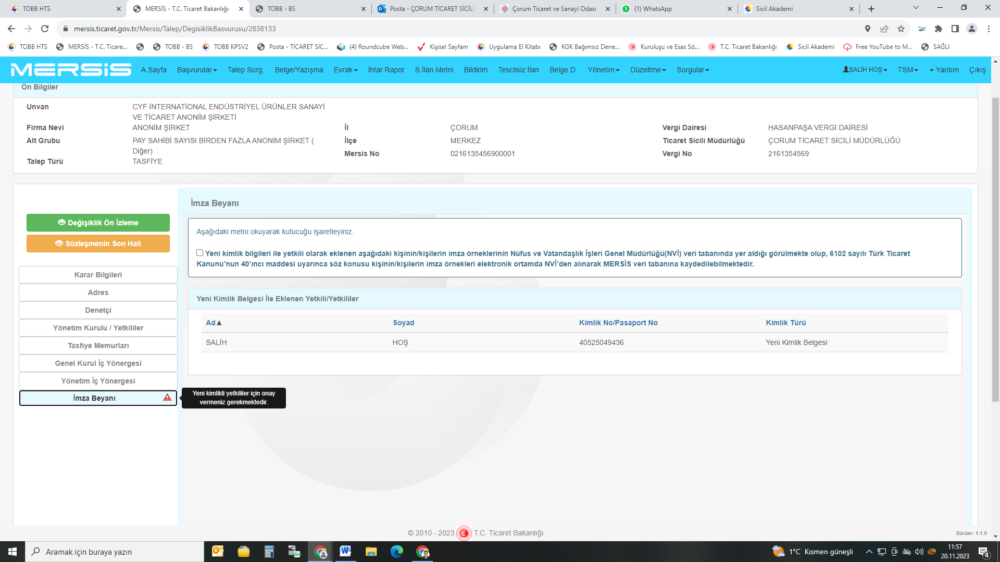 TOBB HTS
MERSİS - T.C. Ticaret Bakanlığı
TOBB - BS
Posta - ÇORUM TİCARET SİCİLİ
Çorum Ticaret ve Sanayi Odası
(1) WhatsApp
Sicil Akademi
mersis.ticaret.gov.tr/Mersis/Talep/DegisiklikBasvurusu/2838133
TOBB HTS
MERSİS - T.C. Ticare...
TOBB - BS
TOBB KPSV2
Posta - TİCARET SİC...
(4) Roundcube Web...
Kişisel Sayfam
Uygulama El Kitabı
KGK Bağımsız Dene...
Kuruluşu ve Esas Sö...
T.C. Ticaret Bakanlığı
Sicil Akademi
Free YouTube to M...
SAĞLI
MERSiS
A.Sayfa
Başvurular
Talep Sorg.
Belge/Yazışma
Evrak
İhtar Rapor
S.İlan Metni
Bildirim
Tescilsiz İlan
Belge D.
Yönetim
Düzeltme
Sorgular
SALİH HOŞ
TSM
Yardım
Çıkış
Ön Bilgiler
Unvan
CYF İNTERNATİONAL ENDÜSTRİYEL ÜRÜNLER SANAYİ
VE TİCARET ANONİM ŞİRKETİ
Firma Nevi
ANONİM ŞİRKET
İl
ÇORUM
Vergi Dairesi
HASANPAŞA VERGİ DAİRESİ
Alt Grubu
PAY SAHİBİ SAYISI BİRDEN FAZLA ANONİM ŞİRKET (
Diğer)
İlçe
MERKEZ
Ticaret Sicili Müdürlüğü
ÇORUM TİCARET SİCİLİ MÜDÜRLÜĞÜ
Mersis No
0216135456900001
Vergi No
2161354569
Talep Türü
TASFİYE
Değişiklik Ön İzleme
Sözleşmenin Son Hali
Karar Bilgileri
Adres
Denetçi
Yönetim Kurulu / Yetkililer
Tasfiye Memurları
Genel Kurul İç Yönergesi
Yönetim İç Yönergesi
İmza Beyanı
Yeni kimlikli yetkililer için onay
vermeniz gerekmektedir.
İmza Beyanı
Aşağıdaki metni okuyarak kutucuğu işaretleyiniz.
Yeni kimlik bilgileri ile yetkili olarak eklenen aşağıdaki kişinin/kişilerin imza örneklerinin Nüfus ve Vatandaşlık İşleri Genel Müdürlüğü(NVİ) veri tabanında yer aldığı görülmekte olup, 6102 sayılı Türk Ticaret
Kanunu’nun 40’ıncı maddesi uyarınca söz konusu kişinin/kişilerin imza örnekleri elektronik ortamda NVİ’den alınarak MERSİS veri tabanına kaydedilebilmektedir.
Yeni Kimlik Belgesi İle Eklenen Yetkili/Yetkililer
Ad▲
Soyad
Kimlik No/Pasaport No
Kimlik Türü
SALİH
HOŞ
40525049436
Yeni Kimlik Belgesi
© 2010 - 2023 T.C. Ticaret Bakanlığı
Sürüm: 1.1.0
Aramak için buraya yazın
1°C Kısmen güneşli
11:57
20.11.2023
4